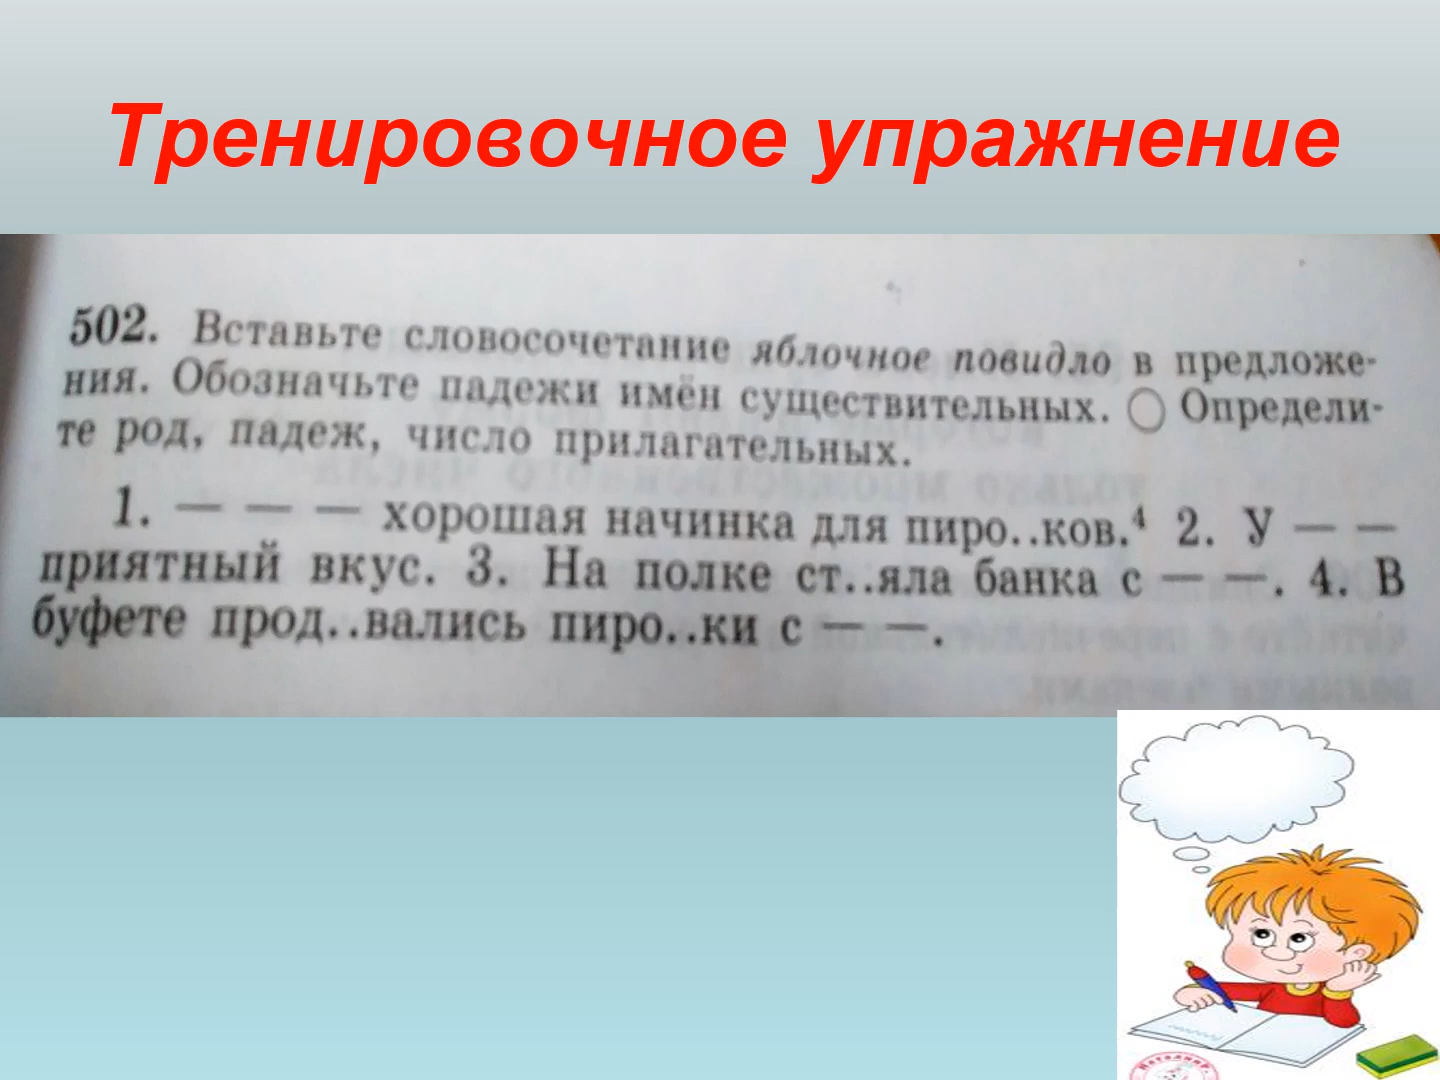 Тренировочное упражнение
502. Вставьте словосочетание яблочное повидло в предложе-
ния. Обозначьте падежи имён существительных. ○ Определи-
те род, падеж, число прилагательных.
1. — — — хорошая начинка для пиро..ков.⁴ 2. У — —
приятный вкус. 3. На полке ст..яла банка с — —. 4. В
буфете прод..вались пиро..ки с — —.